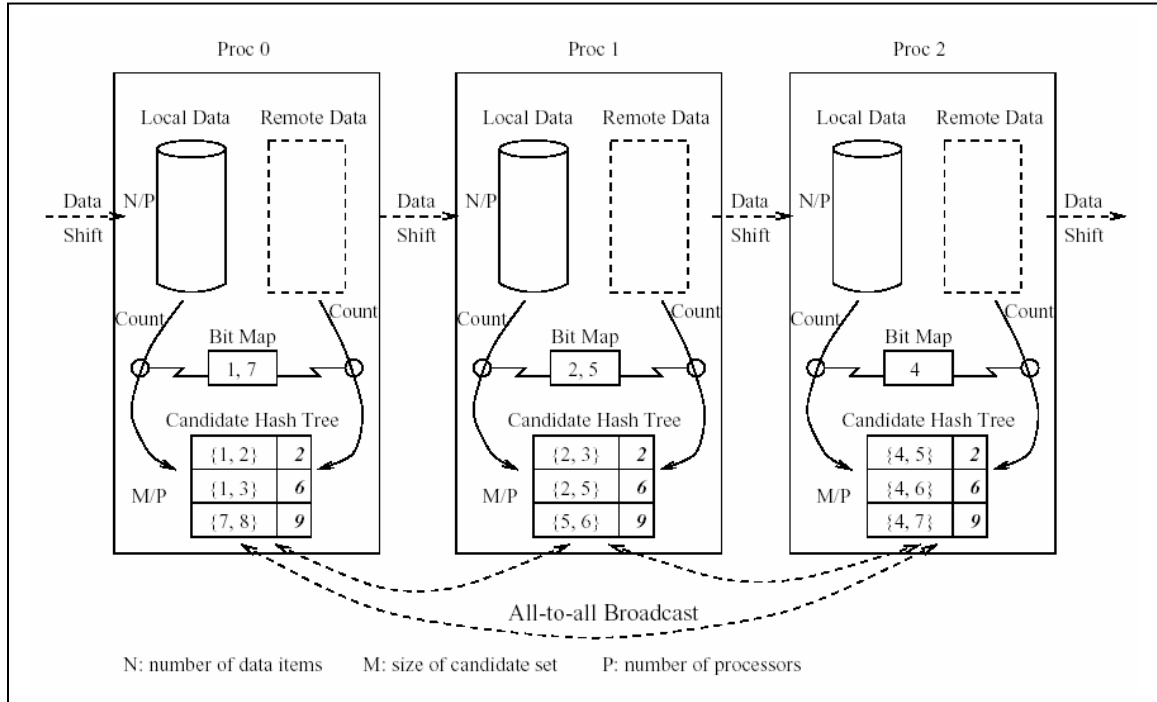 Proc 0
Proc 1
Proc 2
Local Data
Remote Data
Local Data
Remote Data
Local Data
Remote Data
Data
Shift
N/P
Data
Shift
N/P
Data
Shift
N/P
Data
Shift
Count
Count
Count
Count
Count
Count
Bit Map
1, 7
Bit Map
2, 5
Bit Map
4
Candidate Hash Tree
M/P
{1, 2} 2
{1, 3} 6
{7, 8} 9
Candidate Hash Tree
M/P
{2, 3} 2
{2, 5} 6
{5, 6} 9
Candidate Hash Tree
M/P
{4, 5} 2
{4, 6} 6
{4, 7} 9
All-to-all Broadcast
N: number of data items M: size of candidate set P: number of processors